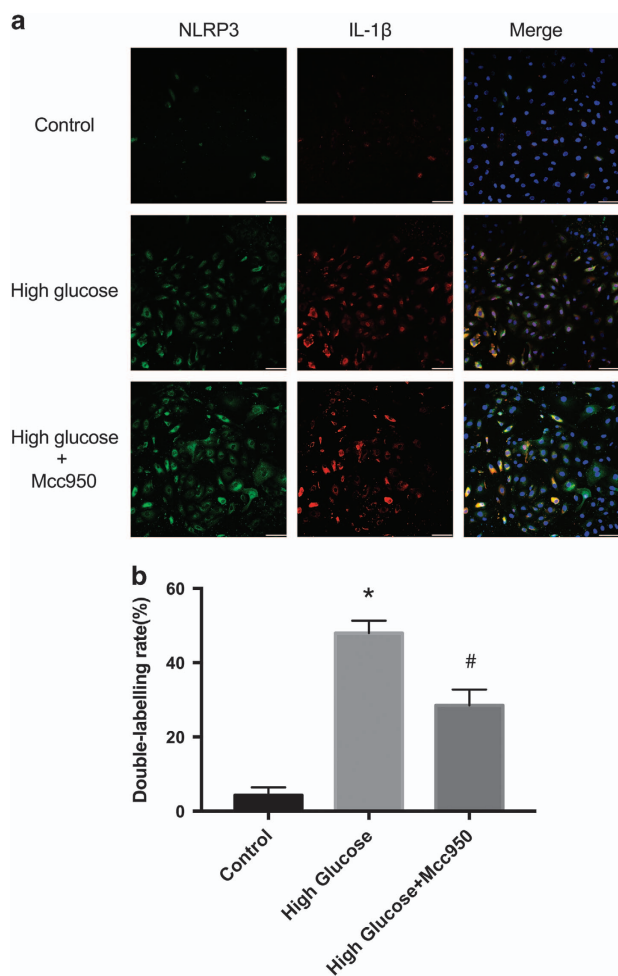 a
NLRP3 IL-1β Merge
Control
High glucose
High glucose
+
Mcc950
b
Double-labelling rate(%)
60
40
20
0
*
#
Control
High Glucose
High Glucose+Mcc950